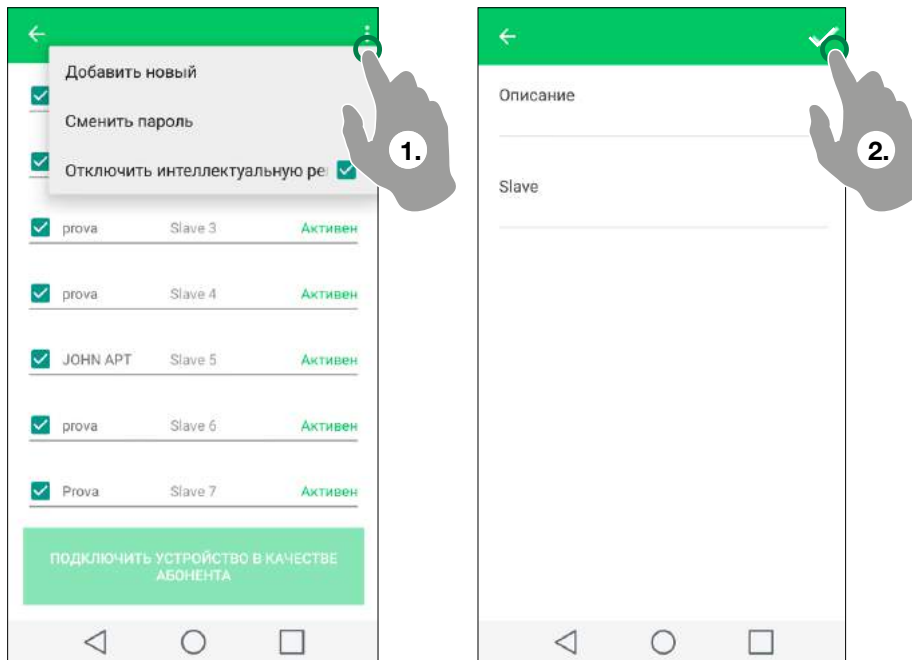 Добавить новый
Сменить пароль
Отключить интеллектуальную ре
1.
prova Slave 3 Активен
prova Slave 4 Активен
JOHN APT Slave 5 Активен
prova Slave 6 Активен
Prova Slave 7 Активен
ПОДКЛЮЧИТЬ УСТРОЙСТВО В КАЧЕСТВЕ
АБОНЕНТА
Описание
2.
Slave